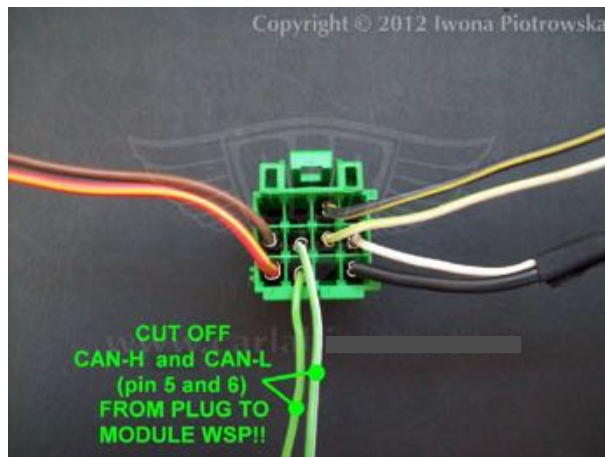 Copyright © 2012 Iwona Piotrowska
CUT OFF
CAN-H and CAN-L
(pin 5 and 6)
FROM PLUG TO
MODULE WSP!!